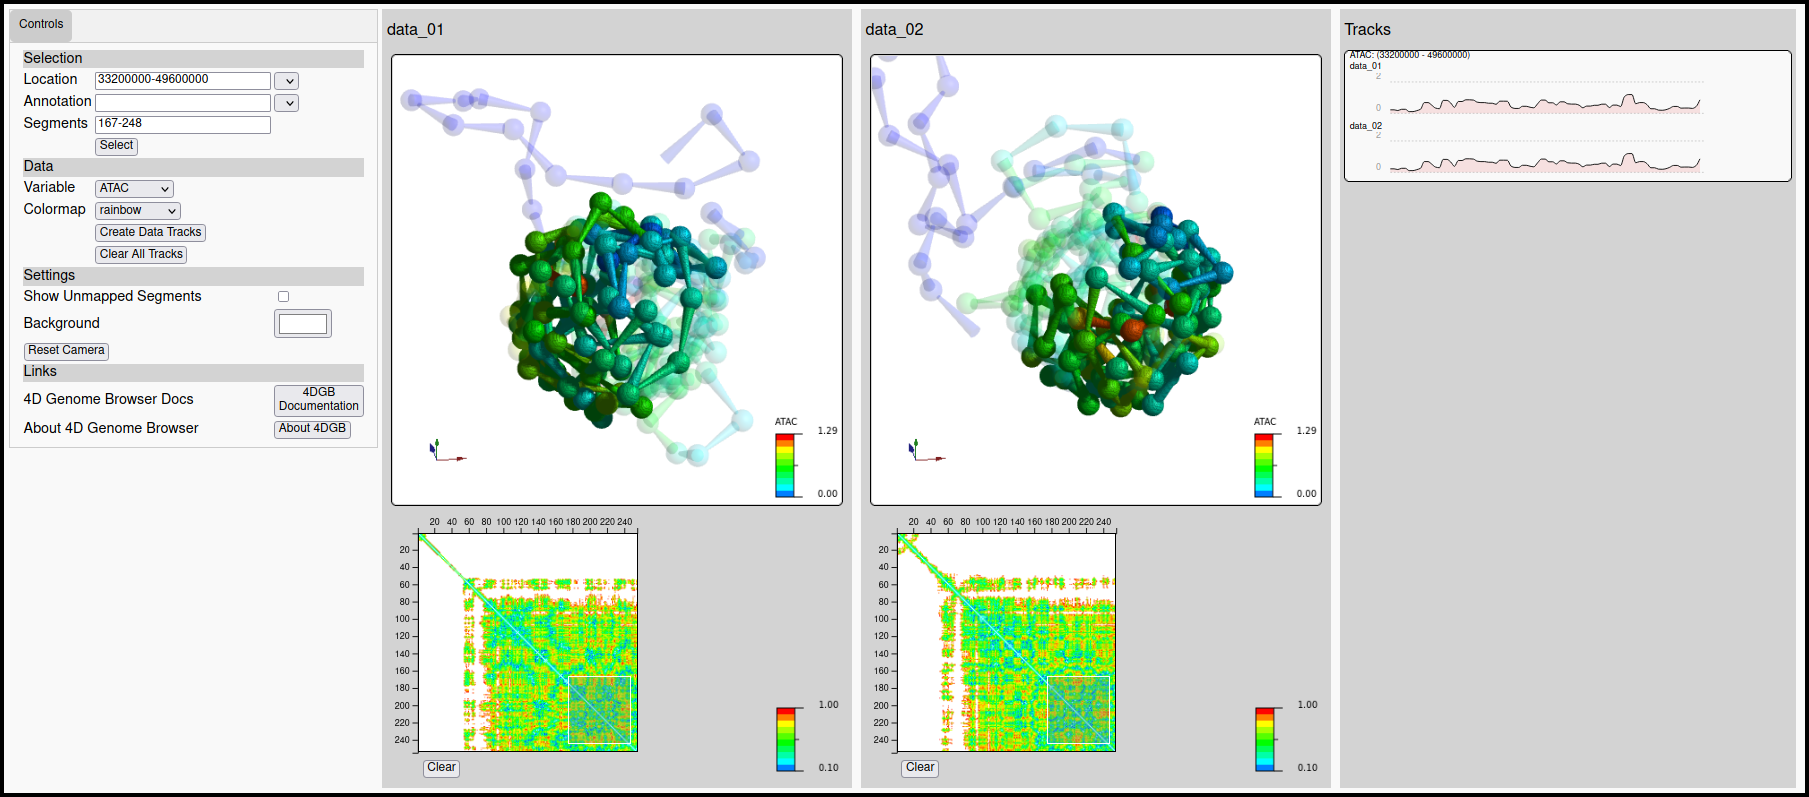 Controls
Selection
Location 33200000-49600000
Annotation
Segments 167-248
Select
Data
Variable ATAC
Colormap rainbow
Create Data Tracks
Clear All Tracks
Settings
Show Unmapped Segments
Background
Reset Camera
Links
4D Genome Browser Docs 4DGB
Documentation
About 4D Genome Browser About 4DGB
data_01
ATAC
1.29
0.00
20 40 60 80 100 120 140 160 180 200 220 240
20
40
60
80
100
120
140
160
180
200
220
240
1.00
0.10
Clear
data_02
ATAC
1.29
0.00
20 40 60 80 100 120 140 160 180 200 220 240
20
40
60
80
100
120
140
160
180
200
220
240
1.00
0.10
Clear
Tracks
ATAC: (33200000 - 49600000)
data_01
2
0
data_02
2
0